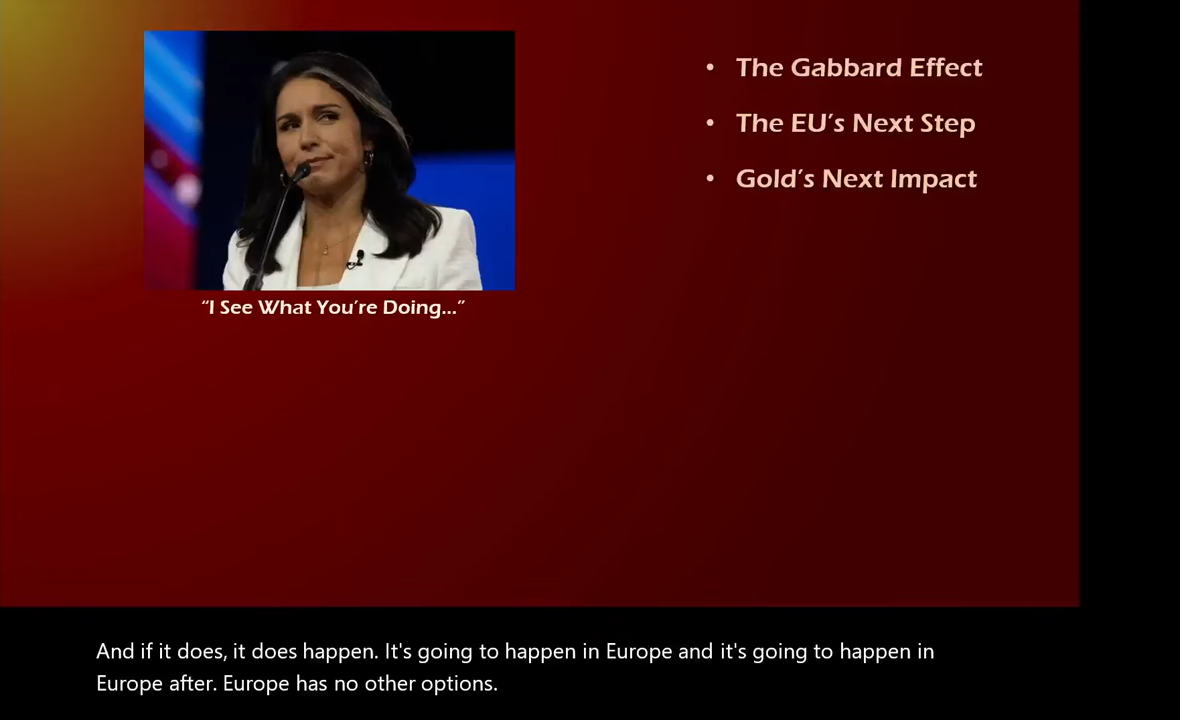 • The Gabbard Effect
• The EU's Next Step
• Gold's Next Impact
“I See What You're Doing...”
And if it does, it does happen. It's going to happen in Europe and it's going to happen in
Europe after. Europe has no other options.